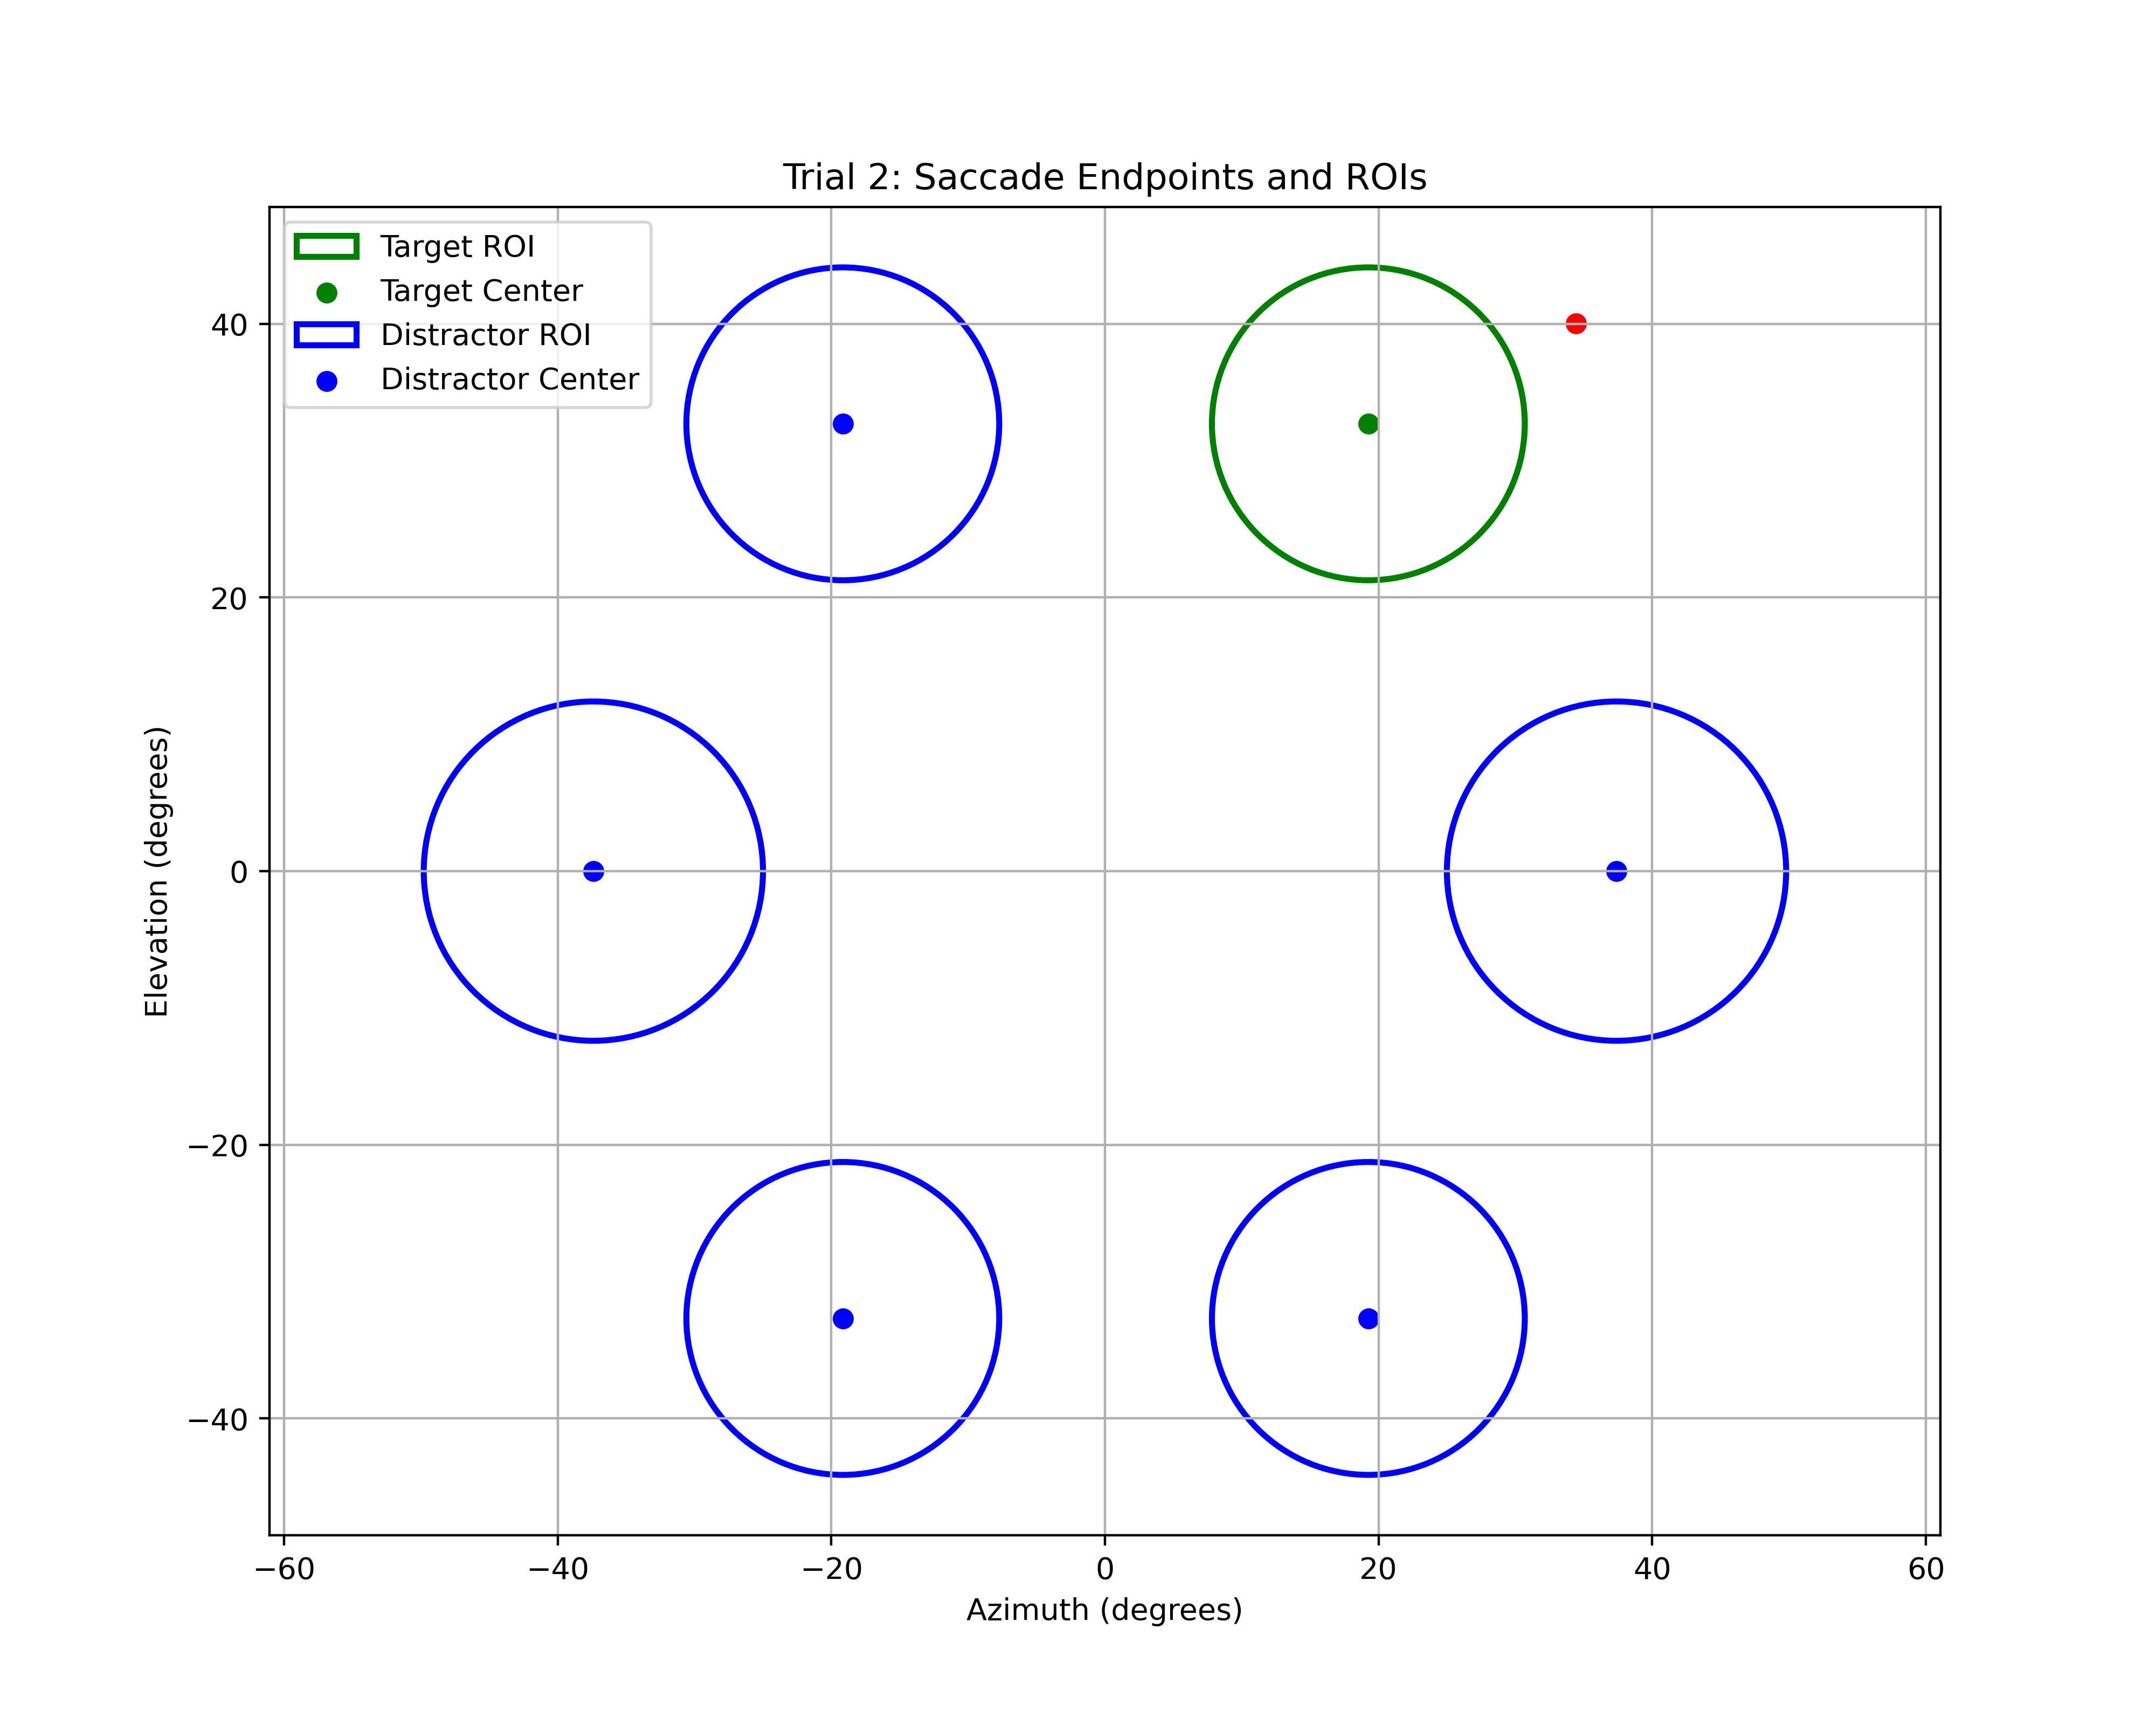 Trial 2: Saccade Endpoints and ROIs
Target ROI
Target Center
Distractor ROI
Distractor Center
40
20
0
−20
−40
Elevation (degrees)
−60 −40 −20 0 20 40 60
Azimuth (degrees)